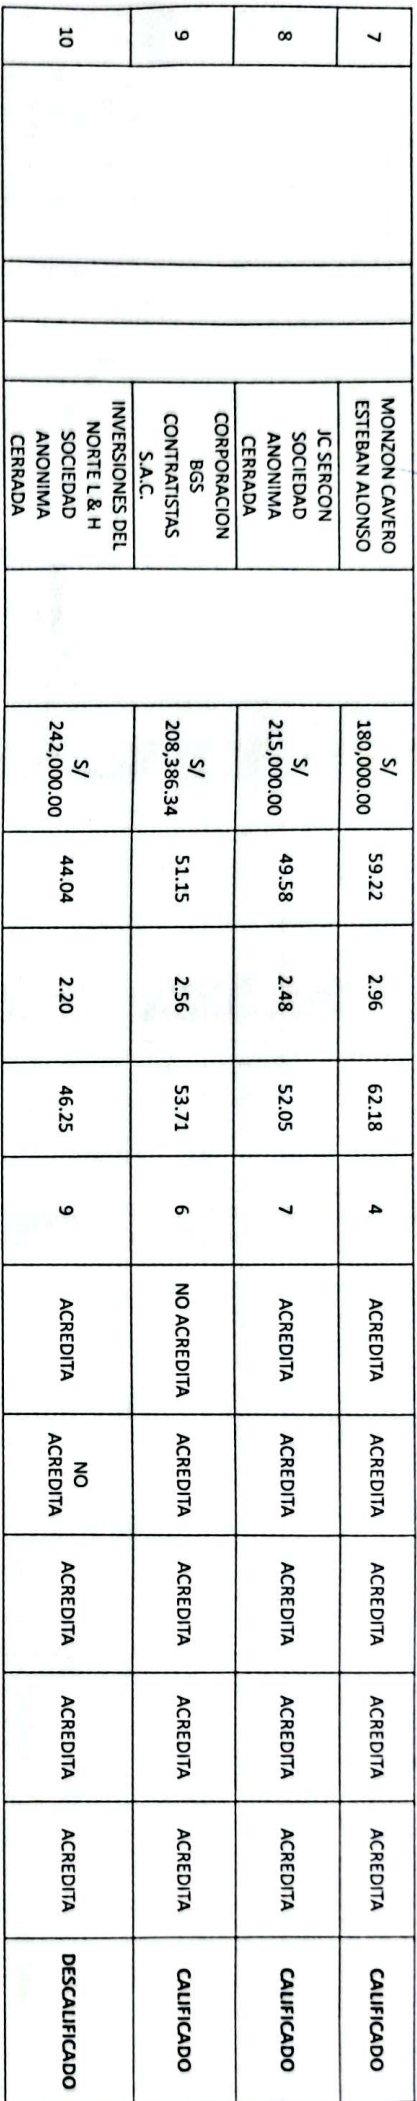 7
MONZON CAVERO
ESTEBAN ALONSO
S/
180,000.00
59.22
2.96
62.18
4
ACREDITA
ACREDITA
ACREDITA
ACREDITA
ACREDITA
CALIFICADO
8
JC SERCON
SOCIEDAD
ANONIMA
CERRADA
S/
215,000.00
49.58
2.48
52.05
7
ACREDITA
ACREDITA
ACREDITA
ACREDITA
ACREDITA
CALIFICADO
9
CORPORACION
BGS
CONTRATISTAS
S.A.C.
S/
208,386.34
51.15
2.56
53.71
6
NO ACREDITA
ACREDITA
ACREDITA
ACREDITA
ACREDITA
CALIFICADO
10
INVERSIONES DEL
NORTE L & H
SOCIEDAD
ANONIMA
CERRADA
S/
242,000.00
44.04
2.20
46.25
9
ACREDITA
NO
ACREDITA
ACREDITA
ACREDITA
ACREDITA
DESCALIFICADO